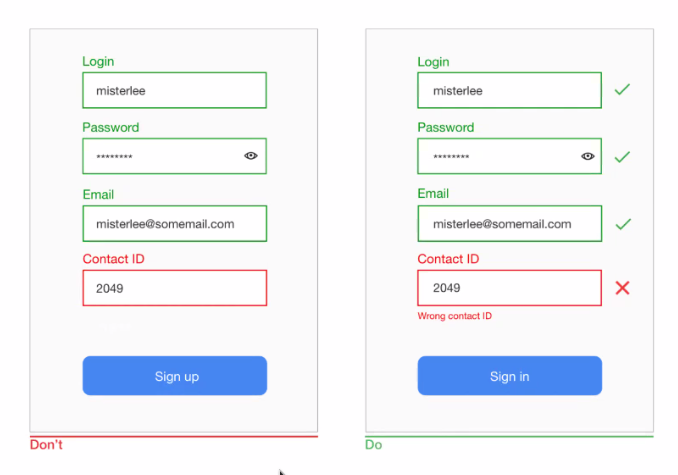 Login
misterlee
Password
********
Email
misterlee@somemail.com
Contact ID
2049
Sign up
Don't
Login
misterlee
Password
********
Email
misterlee@somemail.com
Contact ID
2049
Wrong contact ID
Sign in
Do